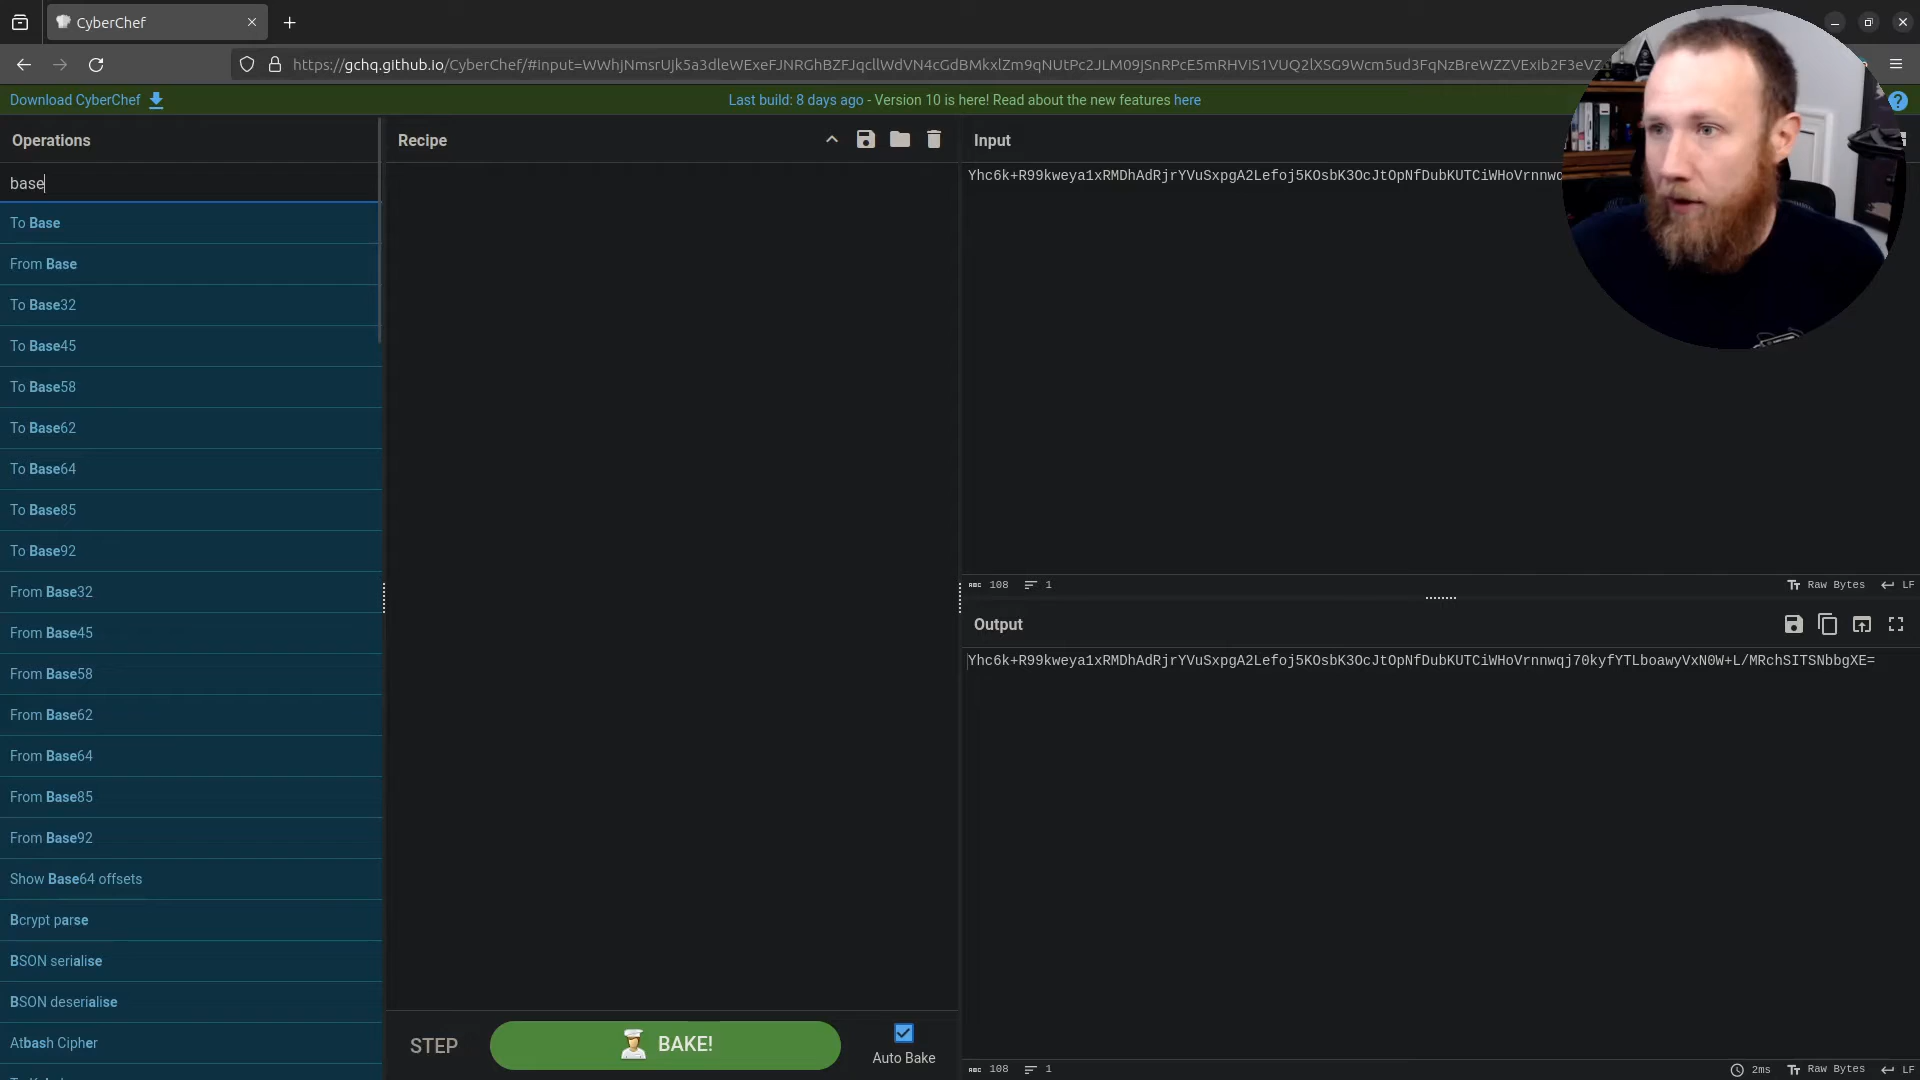 CyberChef
https://gchq.github.io/CyberChef/#input=
Download CyberChef
Last build: 8 days ago - Version 10 is here! Read about the new features here
Operations
Recipe
Input
base
Yhc6k+R99kweya1xRMDhAdRjrYVuSxpgA2Lefoj5KOsbK3OcJtOpNfDubKUTCiWHoVrnnwq
To Base
From Base
To Base32
To Base45
To Base58
To Base62
To Base64
To Base85
To Base92
From Base32
From Base45
From Base58
From Base62
From Base64
From Base85
From Base92
Show Base64 offsets
Bcrypt parse
BSON serialise
BSON deserialise
Atbash Cipher
108 1
Raw Bytes LF
Output
Yhc6k+R99kweya1xRMDhAdRjrYVuSxpgA2Lefoj5KOsbK3OcJtOpNfDubKUTCiWHoVrnnwqj70kyfYTLboawyVxN0W+L/MRchSITSNbbgXE=
STEP
BAKE!
Auto Bake
108 1
2ms Raw Bytes LF